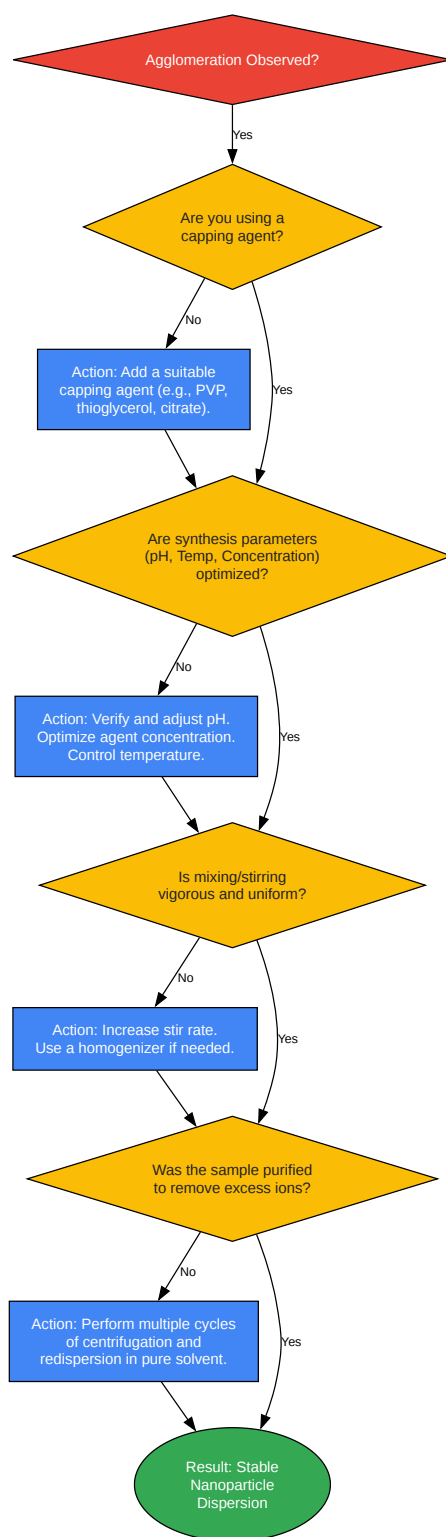 Agglomeration Observed?
Yes
Are you using a
capping agent?
No
Action: Add a suitable
capping agent (e.g., PVP,
thioglycerol, citrate).
Yes
Are synthesis parameters
(pH, Temp, Concentration)
optimized?
No
Action: Verify and adjust pH.
Optimize agent concentration.
Control temperature.
Yes
Is mixing/stirring
vigorous and uniform?
No
Action: Increase stir rate.
Use a homogenizer if needed.
Yes
Was the sample purified
to remove excess ions?
No
Action: Perform multiple cycles
of centrifugation and
redispersion in pure solvent.
Yes
Result: Stable
Nanoparticle
Dispersion